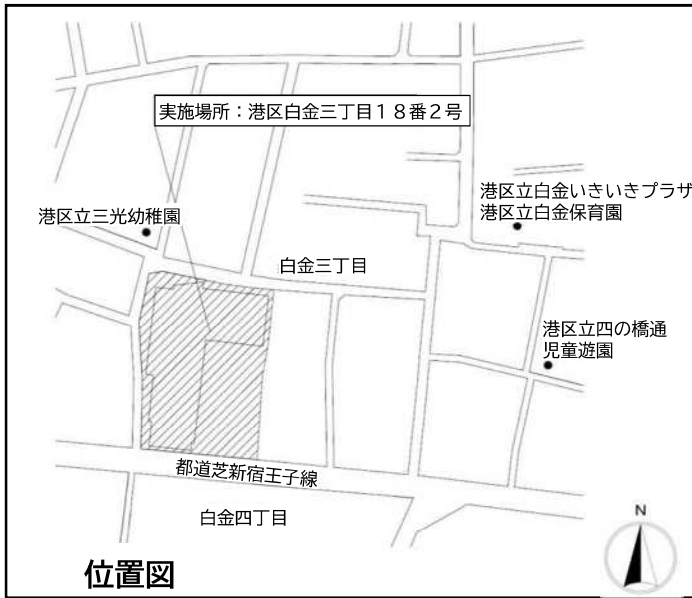 実施場所：港区白金三丁目１８番２号
港区立白金いきいきプラザ
港区立白金保育園
港区立三光幼稚園
白金三丁目
港区立四の橋通
児童遊園
都道芝新宿王子線
白金四丁目
N
位置図